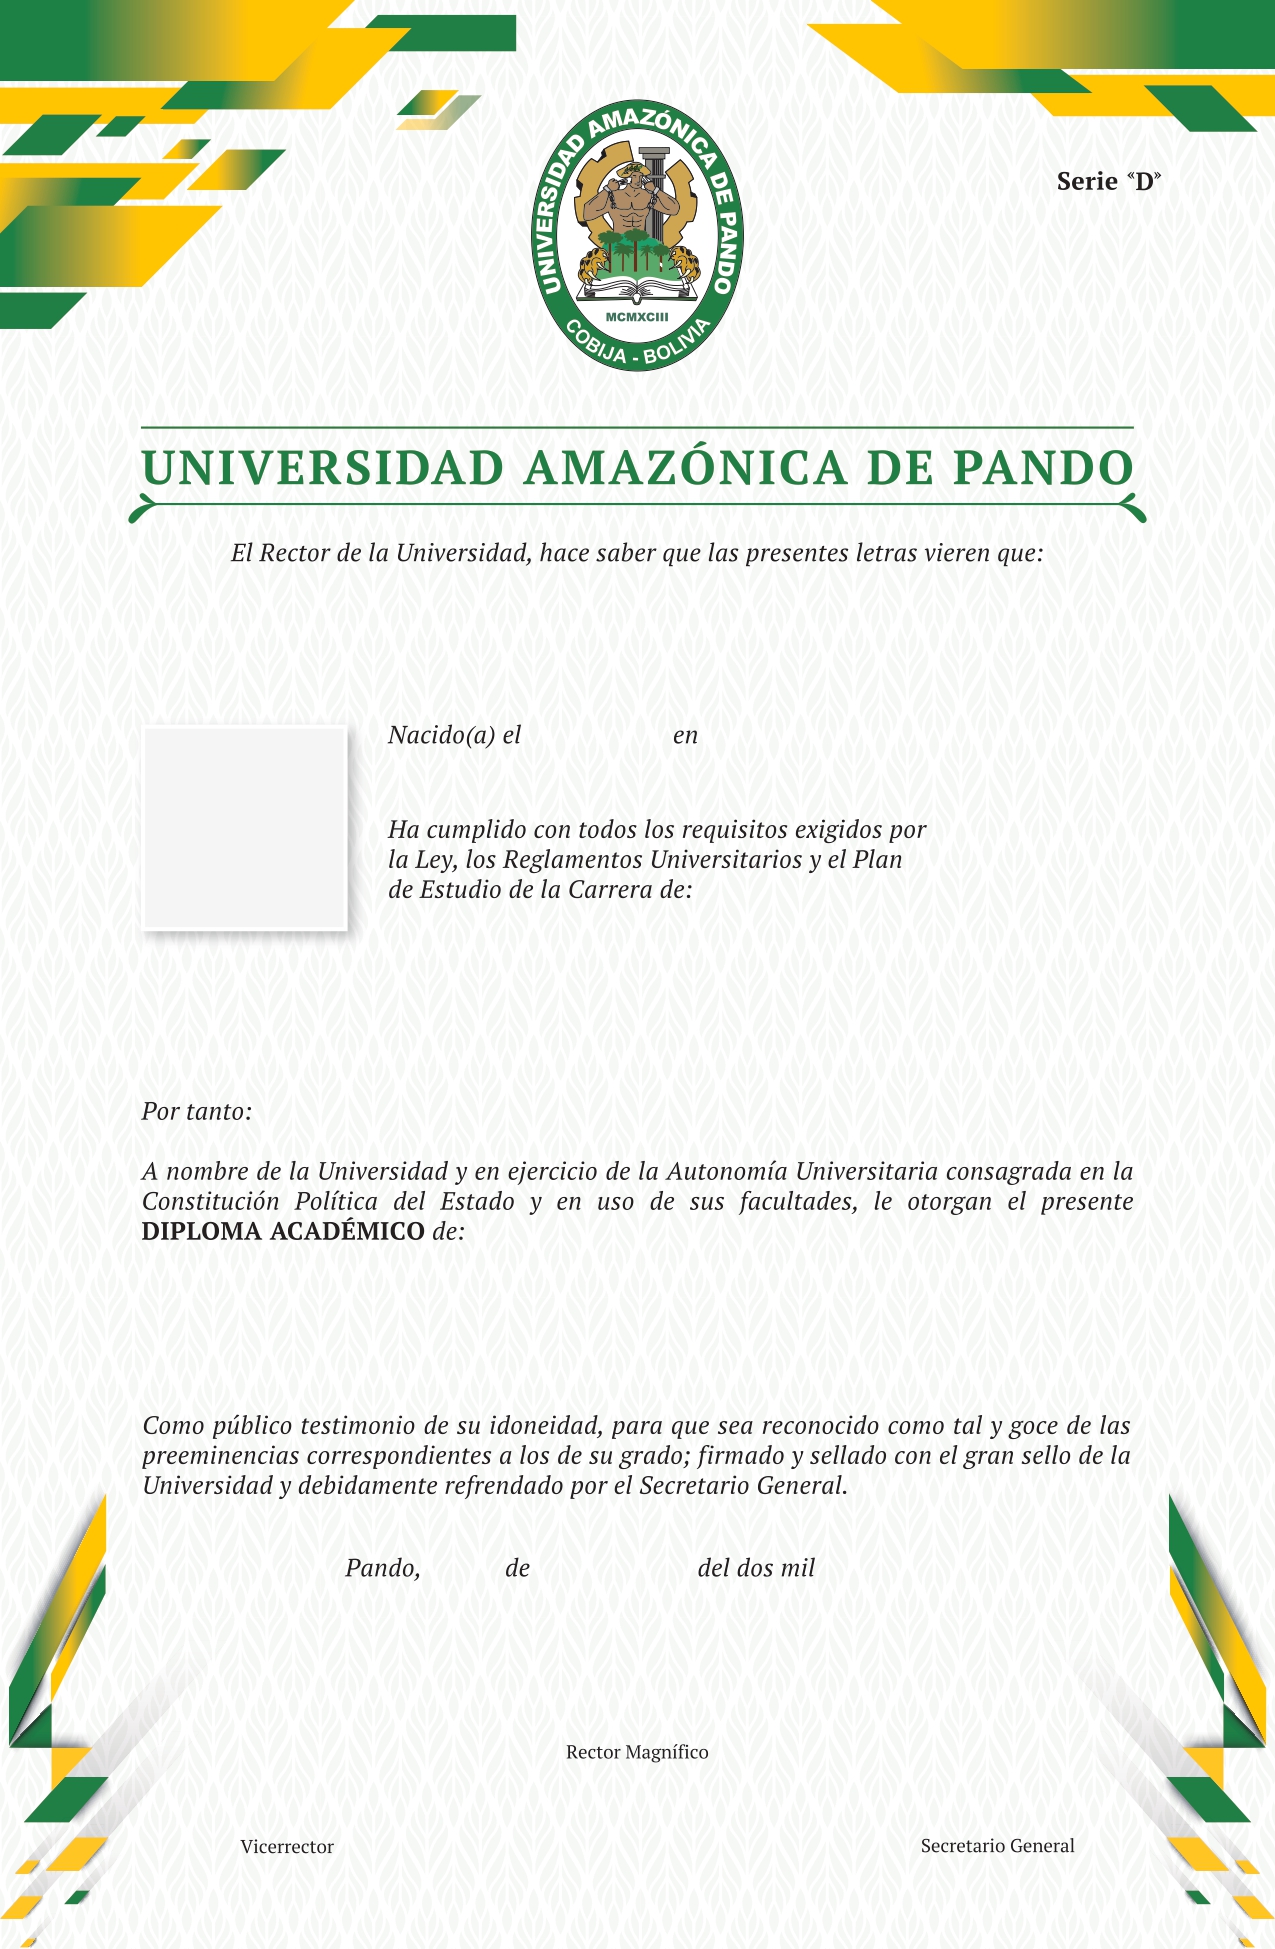 UNIVERSIDAD AMAZÓNICA DE PANDO
MCMXCIII
COBIJA - BOLIVIA
Serie «D»
UNIVERSIDAD AMAZÓNICA DE PANDO
El Rector de la Universidad, hace saber que las presentes letras vieren que:
Nacido(a) el en
Ha cumplido con todos los requisitos exigidos por
la Ley, los Reglamentos Universitarios y el Plan
de Estudio de la Carrera de:
Por tanto:
A nombre de la Universidad y en ejercicio de la Autonomía Universitaria consagrada en la
Constitución Política del Estado y en uso de sus facultades, le otorgan el presente
DIPLOMA ACADÉMICO de:
Como público testimonio de su idoneidad, para que sea reconocido como tal y goce de las
preeminencias correspondientes a los de su grado; firmado y sellado con el gran sello de la
Universidad y debidamente refrendado por el Secretario General.
Pando, de del dos mil
Rector Magnífico
Vicerrector
Secretario General